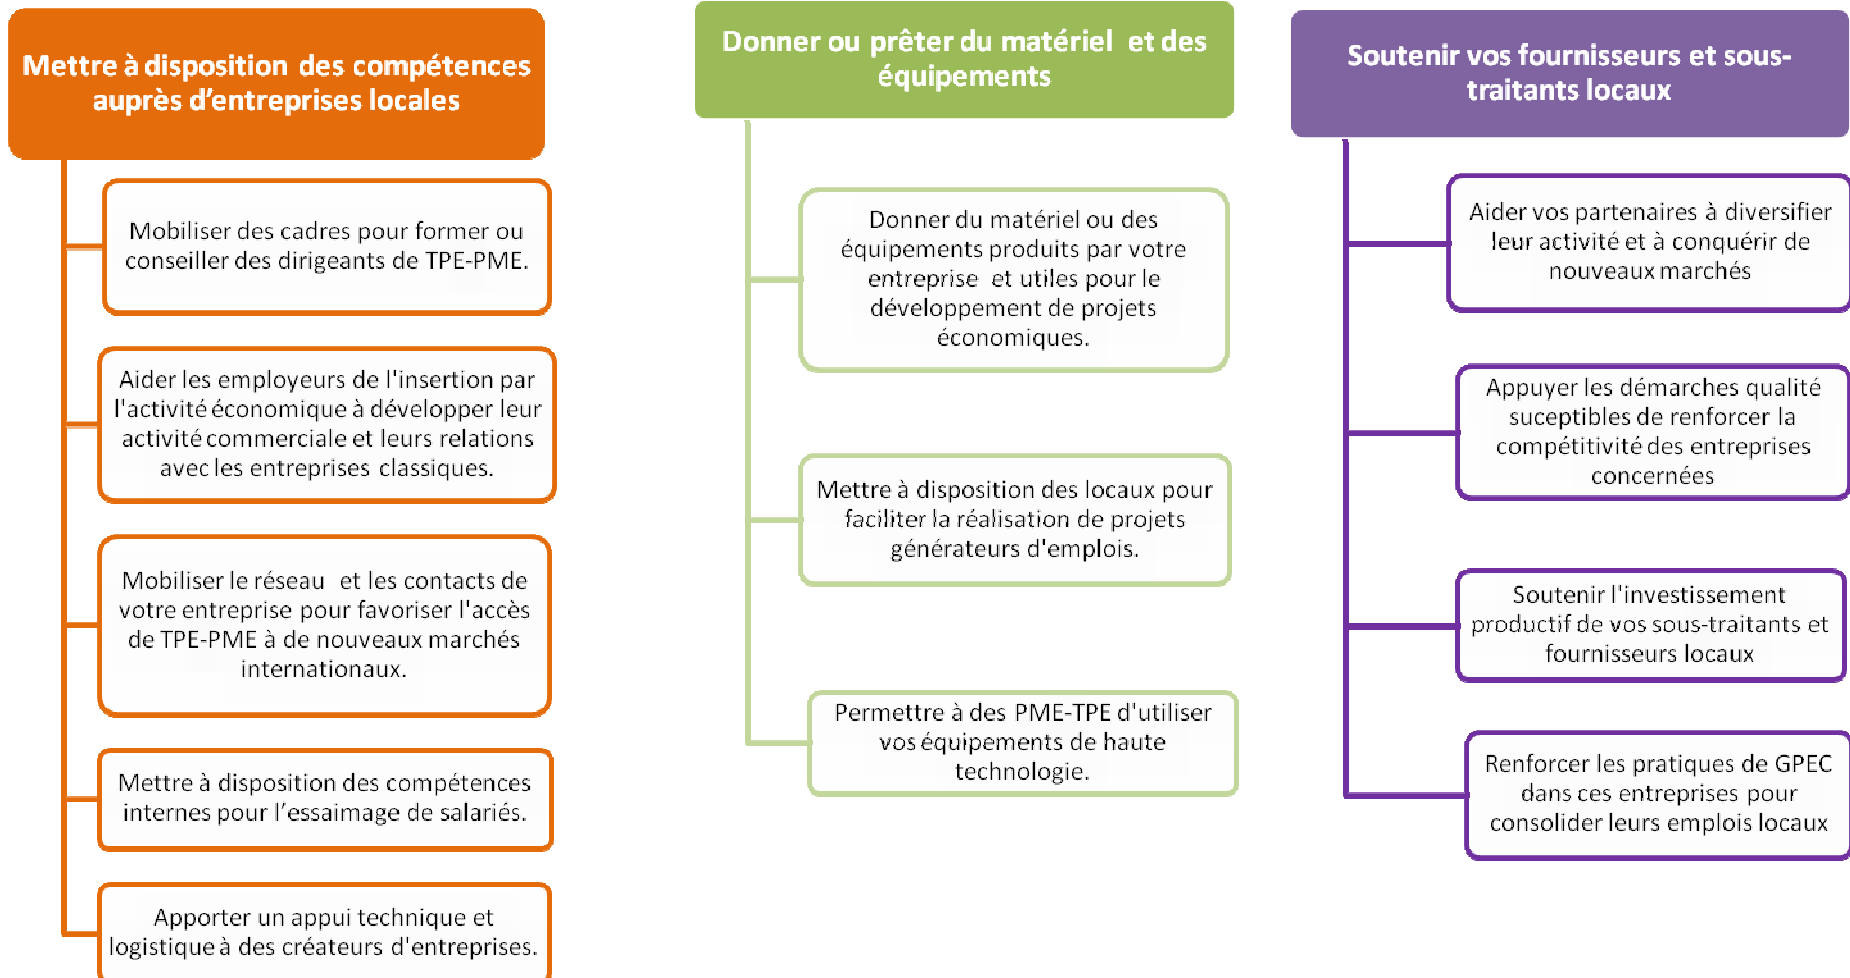 Mettre à disposition des compétences
auprès d’entreprises locales
Mobiliser des cadres pour former ou
conseiller des dirigeants de TPE-PME.
Aider les employeurs de l'insertion par
l'activité économique à développer leur
activité commerciale et leurs relations
avec les entreprises classiques.
Mobiliser le réseau et les contacts de
votre entreprise pour favoriser l'accès
de TPE-PME à de nouveaux marchés
internationaux.
Mettre à disposition des compétences
internes pour l’essaimage de salariés.
Apporter un appui technique et
logistique à des créateurs d'entreprises.
Donner ou prêter du matériel et des
équipements
Donner du matériel ou des
équipements produits par votre
entreprise et utiles pour le
développement de projets
économiques.
Mettre à disposition des locaux pour
faciliter la réalisation de projets
générateurs d'emplois.
Permettre à des PME-TPE d'utiliser
vos équipements de haute
technologie.
Soutenir vos fournisseurs et sous-
traitants locaux
Aider vos partenaires à diversifier
leur activité et à conquérir de
nouveaux marchés
Appuyer les démarches qualité
suceptibles de renforcer la
compétitivité des entreprises
concernées
Soutenir l'investissement
productif de vos sous-traitants et
fournisseurs locaux
Renforcer les pratiques de GPEC
dans ces entreprises pour
consolider leurs emplois locaux